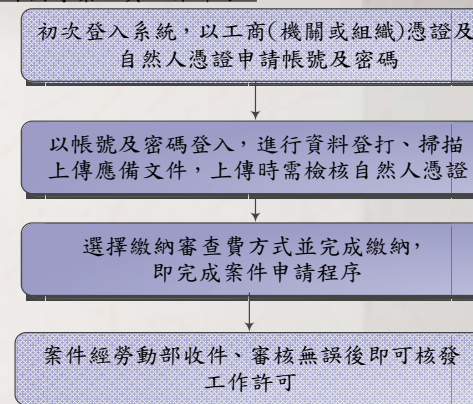 初次登入系統，以工商(機關或組織)憑證及
自然人憑證申請帳號及密碼
以帳號及密碼登入，進行資料登打、掃描
上傳應備文件，上傳時需檢核自然人憑證
選擇繳納審查費方式並完成繳納，
即完成案件申請程序
案件經勞動部收件、審核無誤後即可核發
工作許可